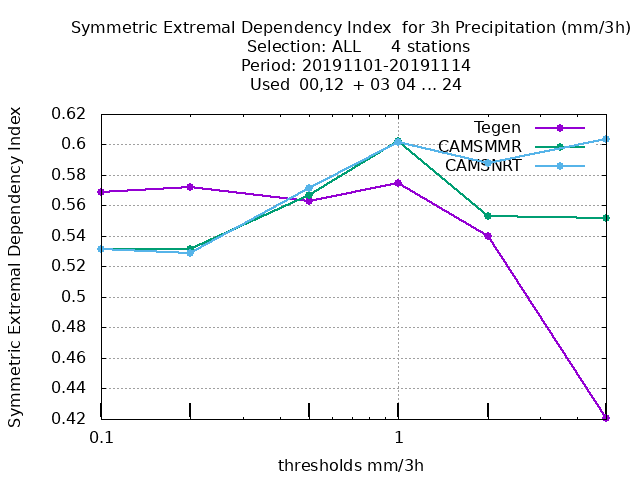 Symmetric Extremal Dependency Index  for 3h Precipitation (mm/3h)
Selection: ALL      4 stations
Period: 20191101-20191114
Used  00,12  + 03 04 ... 24
Symmetric Extremal Dependency Index
0.62
0.6
0.58
0.56
0.54
0.52
0.5
0.48
0.46
0.44
0.42
Tegen
CAMSMMR
CAMSNRT
0.1
1
thresholds mm/3h